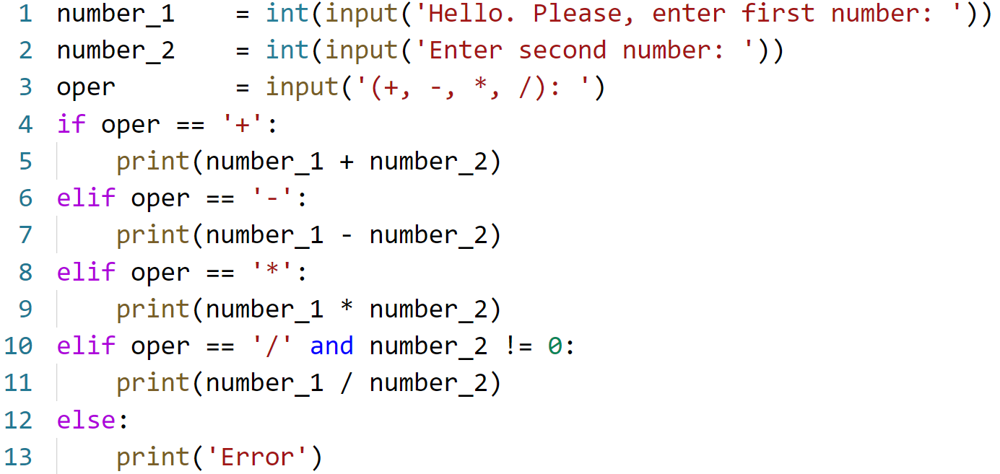 1 number_1    = int(input('Hello. Please, enter first number: '))
2 number_2    = int(input('Enter second number: '))
3 oper        = input('(+, -, *, /): ')
4 if oper == '+':
5     print(number_1 + number_2)
6 elif oper == '-':
7     print(number_1 - number_2)
8 elif oper == '*':
9     print(number_1 * number_2)
10 elif oper == '/' and number_2 != 0:
11     print(number_1 / number_2)
12 else:
13     print('Error')